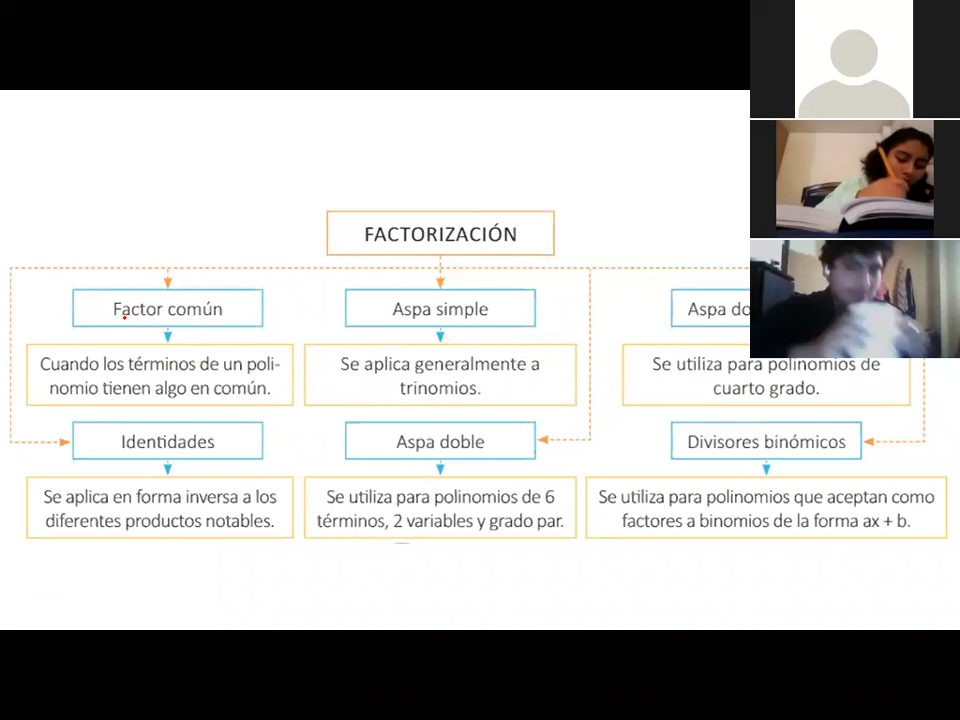 FACTORIZACIÓN
Factor común
Aspa simple
Aspa
Cuando los términos de un poli-
nomio tienen algo en común.
Se aplica generalmente a
trinomios.
Se utiliza para polinomios de
cuarto grado.
Identidades
Aspa doble
Divisores binómicos
Se aplica en forma inversa a los
diferentes productos notables.
Se utiliza para polinomios de 6
términos, 2 variables y grado par.
Se utiliza para polinomios que aceptan como
factores a binomios de la forma ax + b.